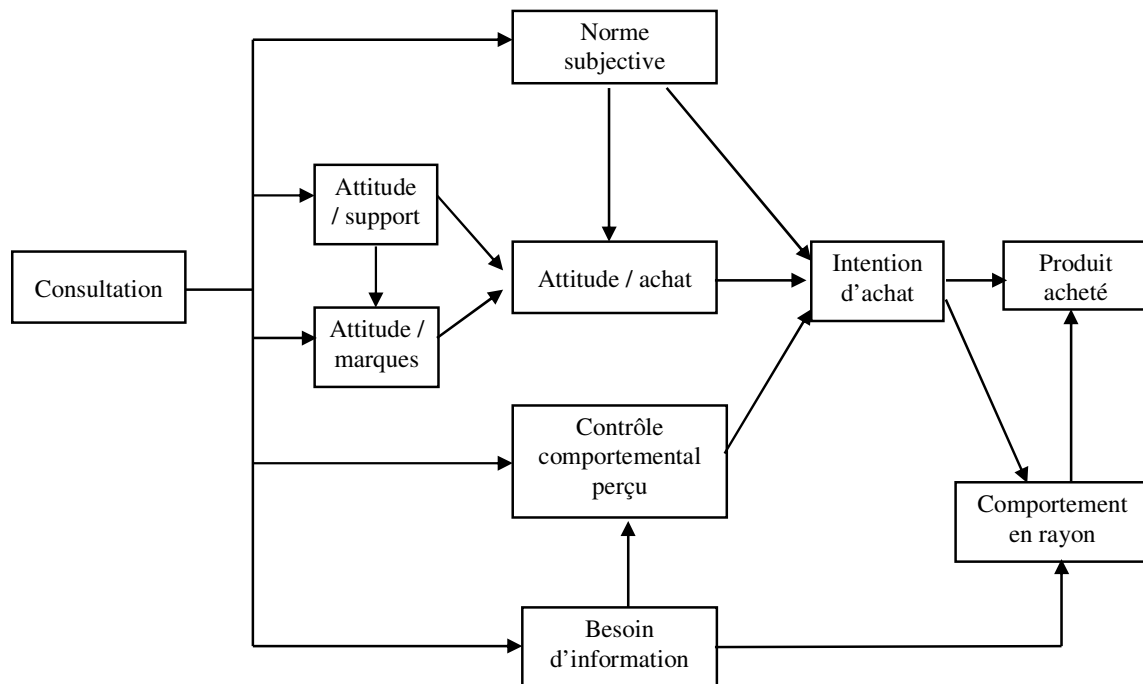 Norme
subjective
Attitude
/ support
Consultation
Attitude / achat
Intention
d’achat
Produit
acheté
Attitude /
marques
Contrôle
comportemental
perçu
Comportement
en rayon
Besoin
d’information